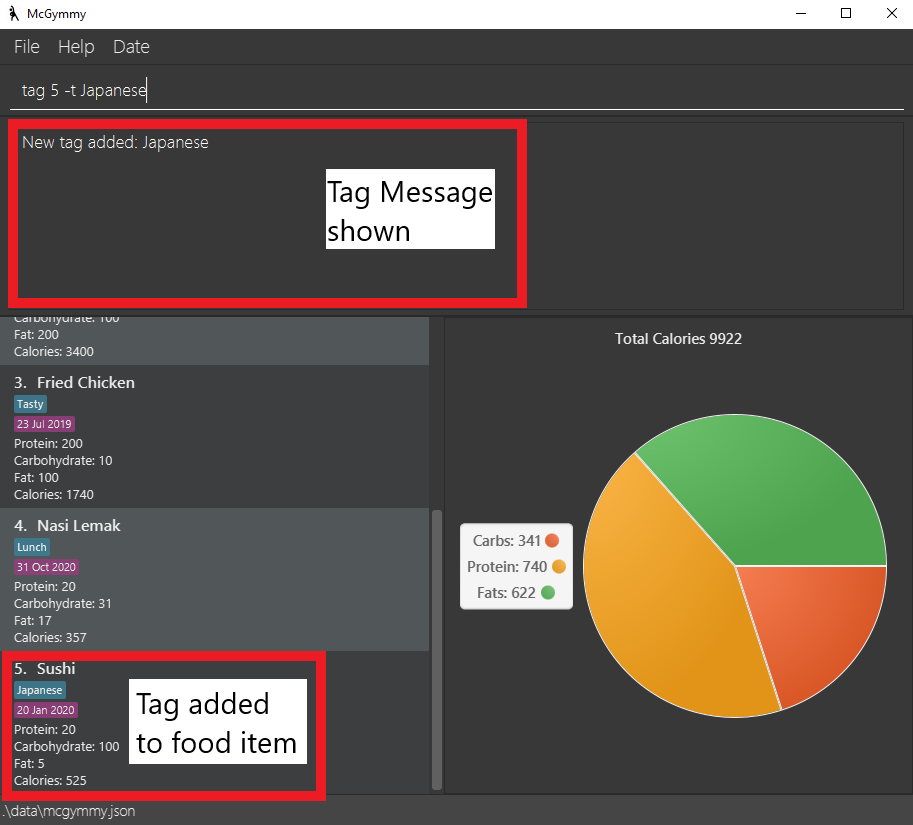 McGymmy
File Help Date
tag 5 -t Japanese
New tag added: Japanese
Tag Message
shown
Carbohydrate: 100
Fat: 200
Calories: 3400
3. Fried Chicken
Tasty
23 Jul 2019
Protein: 200
Carbohydrate: 10
Fat: 100
Calories: 1740
4. Nasi Lemak
Lunch
31 Oct 2020
Protein: 20
Carbohydrate: 31
Fat: 17
Calories: 357
5. Sushi
Japanese
20 Jan 2020
Protein: 20
Carbohydrate: 100
Fat: 5
Calories: 525
Tag added
to food item
Total Calories 9922
Carbs: 341
Protein: 740
Fats: 622
.\data\mcgymmy.json